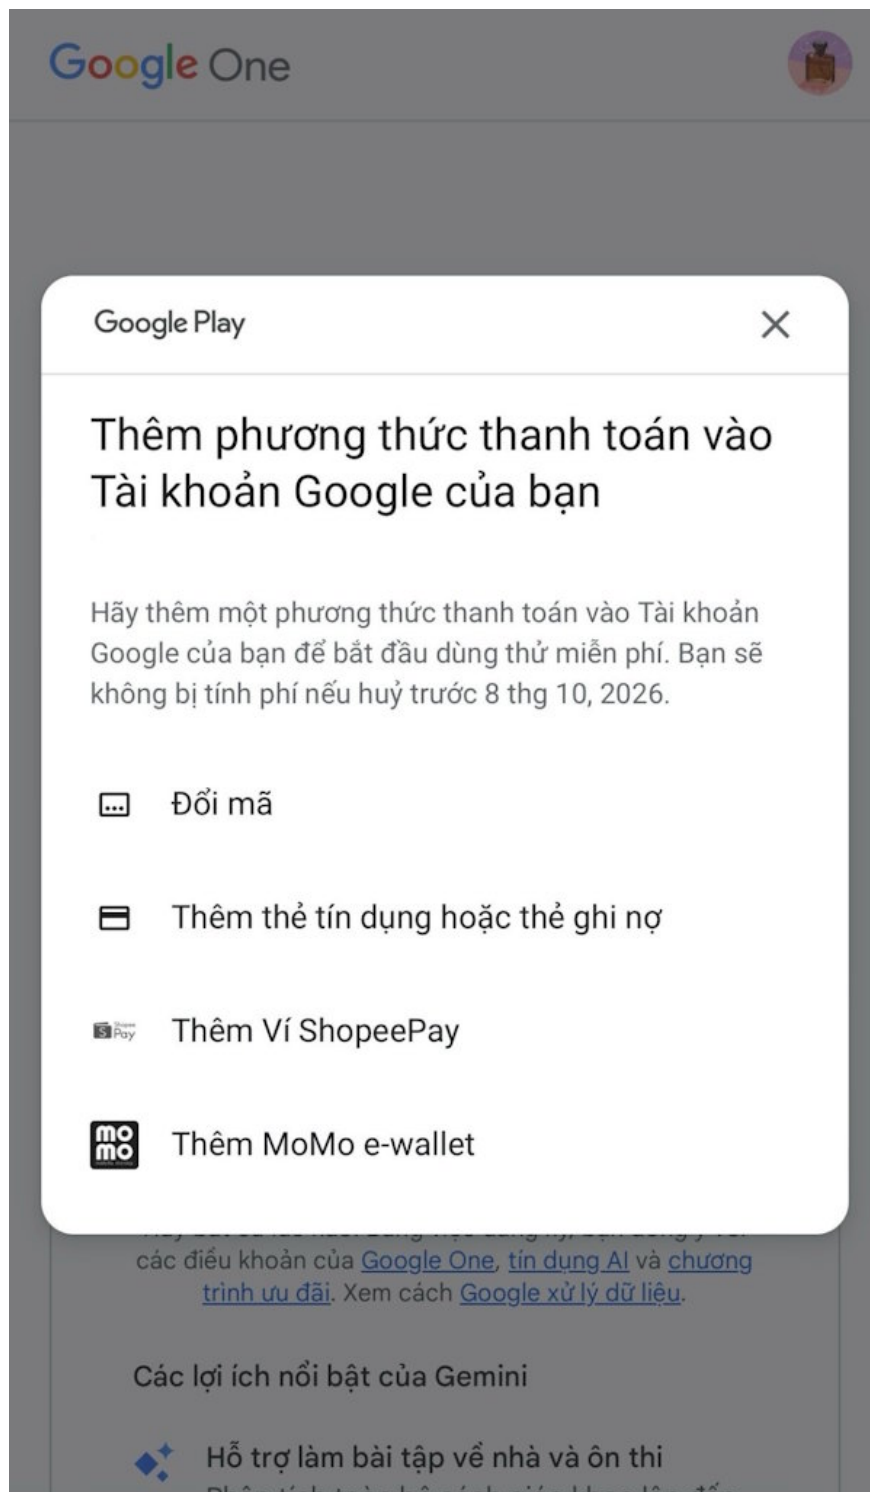 Google One
Google Play
Thêm phương thức thanh toán vào
Tài khoản Google của bạn
Hãy thêm một phương thức thanh toán vào Tài khoản
Google của bạn để bắt đầu dùng thử miễn phí. Bạn sẽ
không bị tính phí nếu huỷ trước 8 thg 10, 2026.
Đổi mã
Thêm thẻ tín dụng hoặc thẻ ghi nợ
Shopee
Pay
Thêm Ví ShopeePay
mo
mo
Thêm MoMo e-wallet
các điều khoản của Google One, tín dụng AI và chương
trình ưu đãi. Xem cách Google xử lý dữ liệu.
Các lợi ích nổi bật của Gemini
Hỗ trợ làm bài tập về nhà và ôn thi